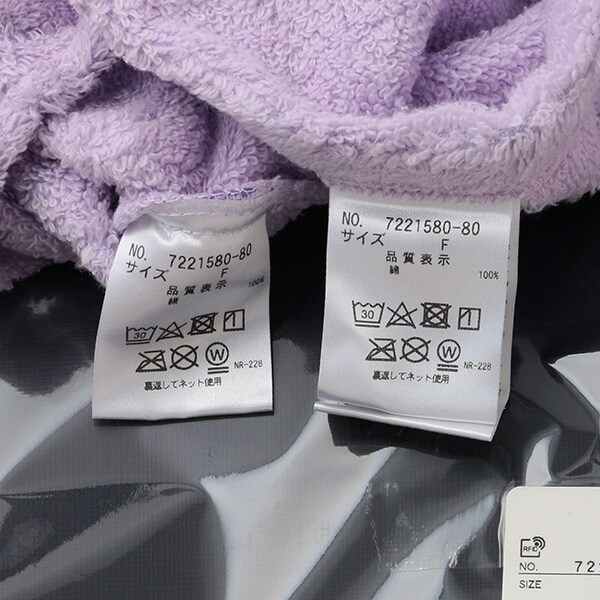 NO. 7221580-80
サイズ F
品質表示
綿 100%
30
W
NR-228
裏返してネット使用
NO. 7221580-80
サイズ F
品質表示
綿 100%
30
W
NR-228
裏返してネット使用
RFID
NO. 722
SIZE